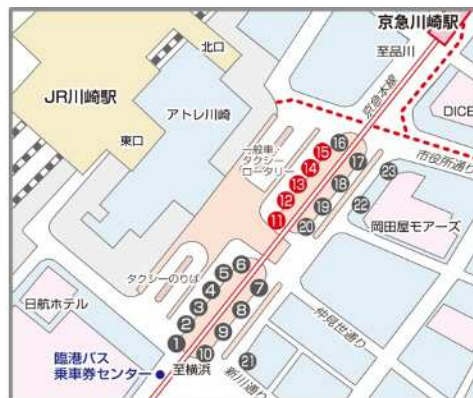 京急川崎駅
北口
至品川
JR川崎駅
アトレ川崎
京急本線
DICE
東口
一般車・
タクシー
ロータリー
市役所通り
16
15
14
17
13
18
23
12
19
22
11
20
岡田屋モアーズ
タクシーのりば
6
5
7
4
日航ホテル
3
8
仲見世通り
2
9
1
10
21
臨港バス
乗車券センター
至横浜
新川通り